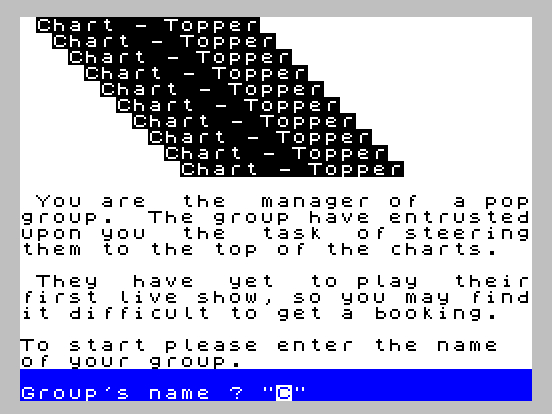 Chart - Topper
Chart - Topper
Chart - Topper
Chart - Topper
Chart - Topper
Chart - Topper
Chart - Topper
Chart - Topper
Chart - Topper
Chart - Topper
You are the manager of a pop
group. The group have entrusted
upon you the task of steering
them to the top of the charts.
They have yet to play their
first live show, so you may find
it difficult to get a booking.
To start please enter the name
of your group.
Group's name ? "C"